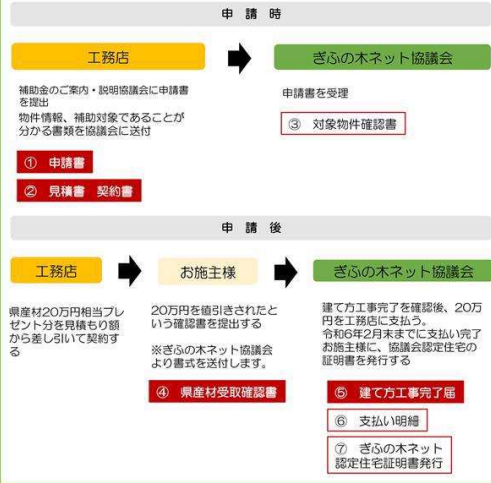 申 請 時
工務店
ぎふの木ネット協議会
補助金のご案内・説明協議会に申請書
を提出
物件情報、補助対象であることが
分かる書類を協議会に送付
① 申請書
② 見積書 契約書
申請書を受理
③ 対象物件確認書
申 請 後
工務店
お施主様
ぎふの木ネット協議会
県産材20万円相当プレ
ゼント分を見積もり額
から差し引いて契約す
る
20万円を値引きされたと
いう確認書を提出する
※ぎふの木ネット協議会
より書式を送付します。
④ 県産材受取確認書
建て方工事完了を確認後、20万
円を工務店に支払う。
令和6年2月末までに支払い完了
お施主様に、協議会認定住宅の
証明書を発行する
⑤ 建て方工事完了届
⑥ 支払い明細
⑦ ぎふの木ネット
認定住宅証明書発行